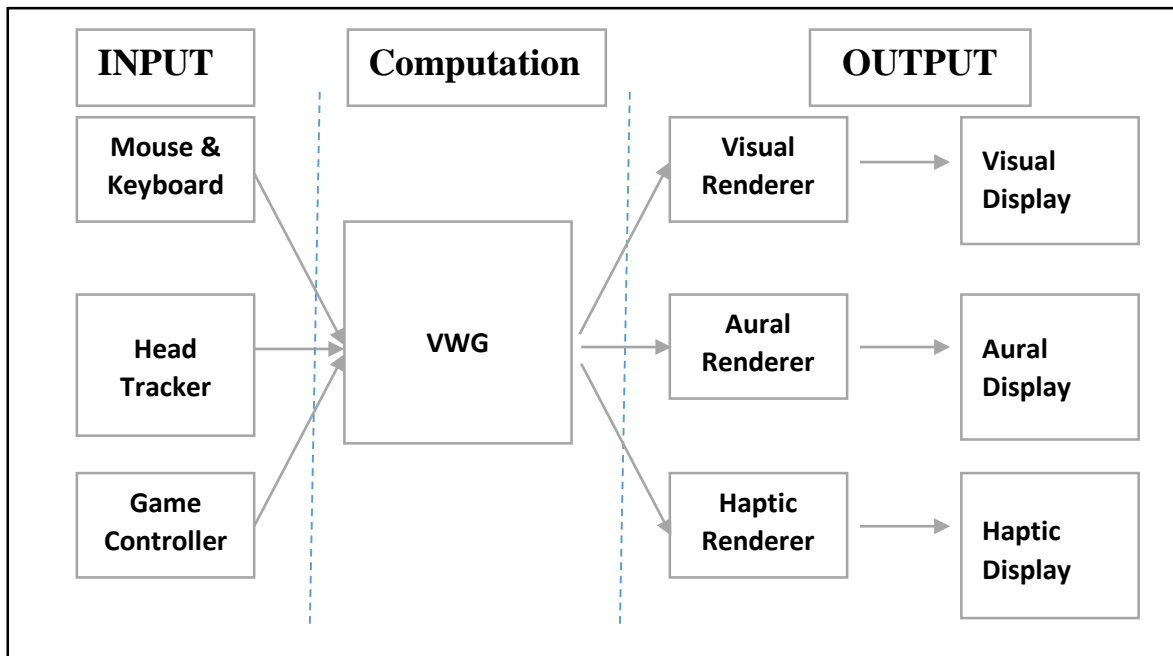 INPUT
Computation
OUTPUT
Mouse &
Keyboard
Visual
Renderer
Visual
Display
Head
Tracker
VWG
Aural
Renderer
Aural
Display
Game
Controller
Haptic
Renderer
Haptic
Display